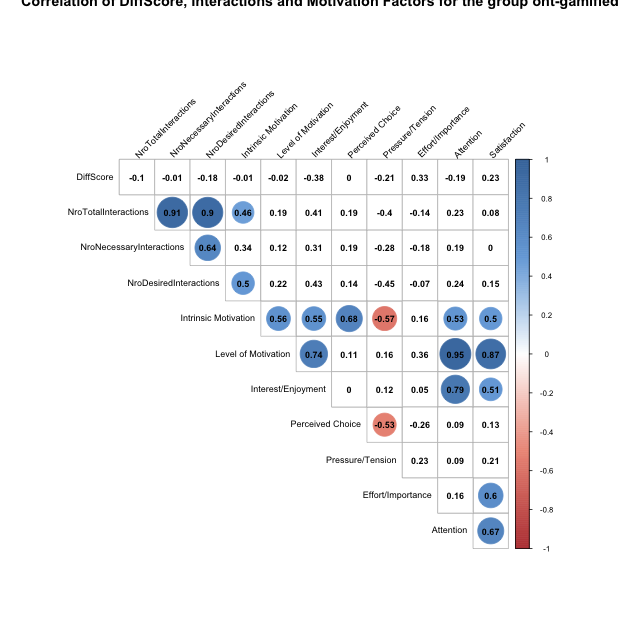 Correlation of DiffScore, Interactions and Motivation Factors for the group ont-gamified
NroTotalInteractions
NroNecessaryInteractions
NroDesiredInteractions
Intrinsic Motivation
Level of Motivation
Interest/Enjoyment
Perceived Choice
Pressure/Tension
Effort/Importance
Attention
Satisfaction
DiffScore -0.1 -0.01 -0.18 -0.01 -0.02 -0.38 0 -0.21 0.33 -0.19 0.23
NroTotalInteractions 0.91 0.9 0.46 0.19 0.41 0.19 -0.4 -0.14 0.23 0.08
NroNecessaryInteractions 0.64 0.34 0.12 0.31 0.19 -0.28 -0.18 0.19 0
NroDesiredInteractions 0.5 0.22 0.43 0.14 -0.45 -0.07 0.24 0.15
Intrinsic Motivation 0.56 0.55 0.68 -0.57 0.16 0.53 0.5
Level of Motivation 0.74 0.11 0.16 0.36 0.95 0.87
Interest/Enjoyment 0 0.12 0.05 0.79 0.51
Perceived Choice -0.53 -0.26 0.09 0.13
Pressure/Tension 0.23 0.09 0.21
Effort/Importance 0.16 0.6
Attention 0.67
1
0.8
0.6
0.4
0.2
0
-0.2
-0.4
-0.6
-0.8
-1